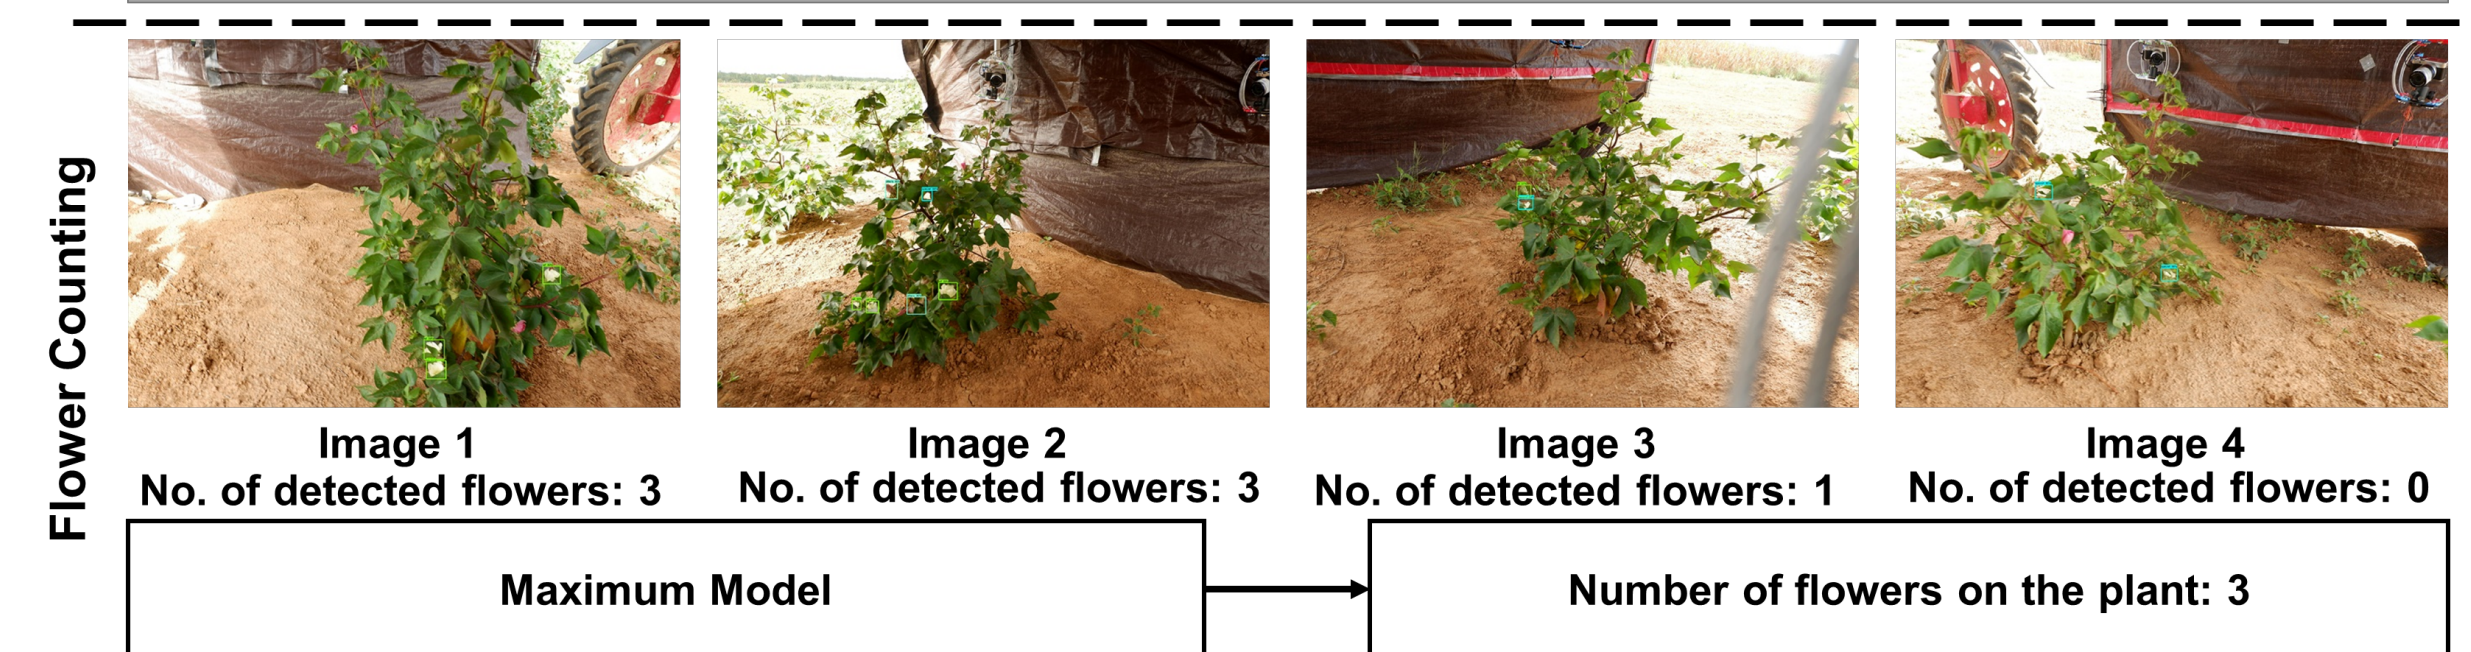 Flower Counting
Image 1
No. of detected flowers: 3
Image 2
No. of detected flowers: 3
Image 3
No. of detected flowers: 1
Image 4
No. of detected flowers: 0
Maximum Model
Number of flowers on the plant: 3